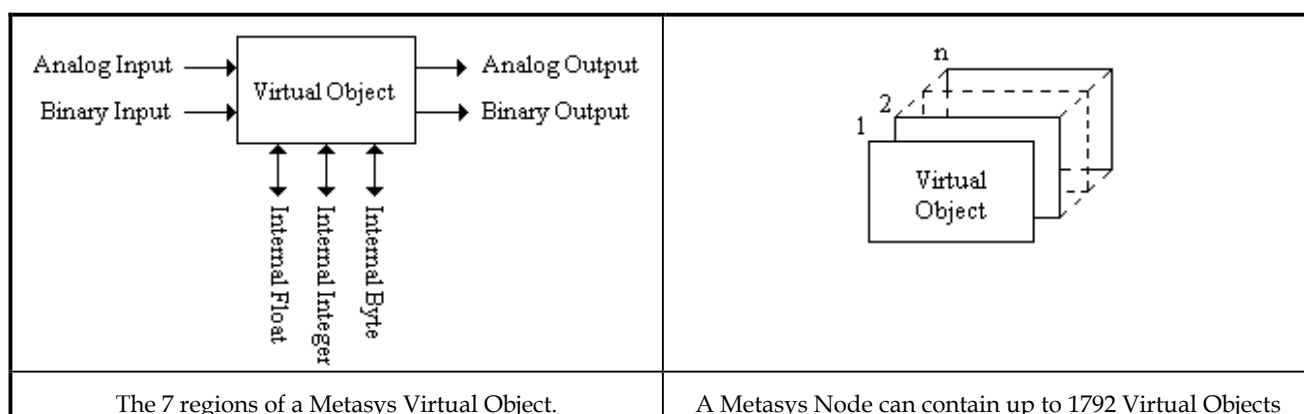 Analog Input
Binary Input
Virtual Object
Analog Output
Binary Output
Internal Float
Internal Integer
Internal Byte
The 7 regions of a Metasys Virtual Object.
n
2
1
Virtual
Object
A Metasys Node can contain up to 1792 Virtual Objects